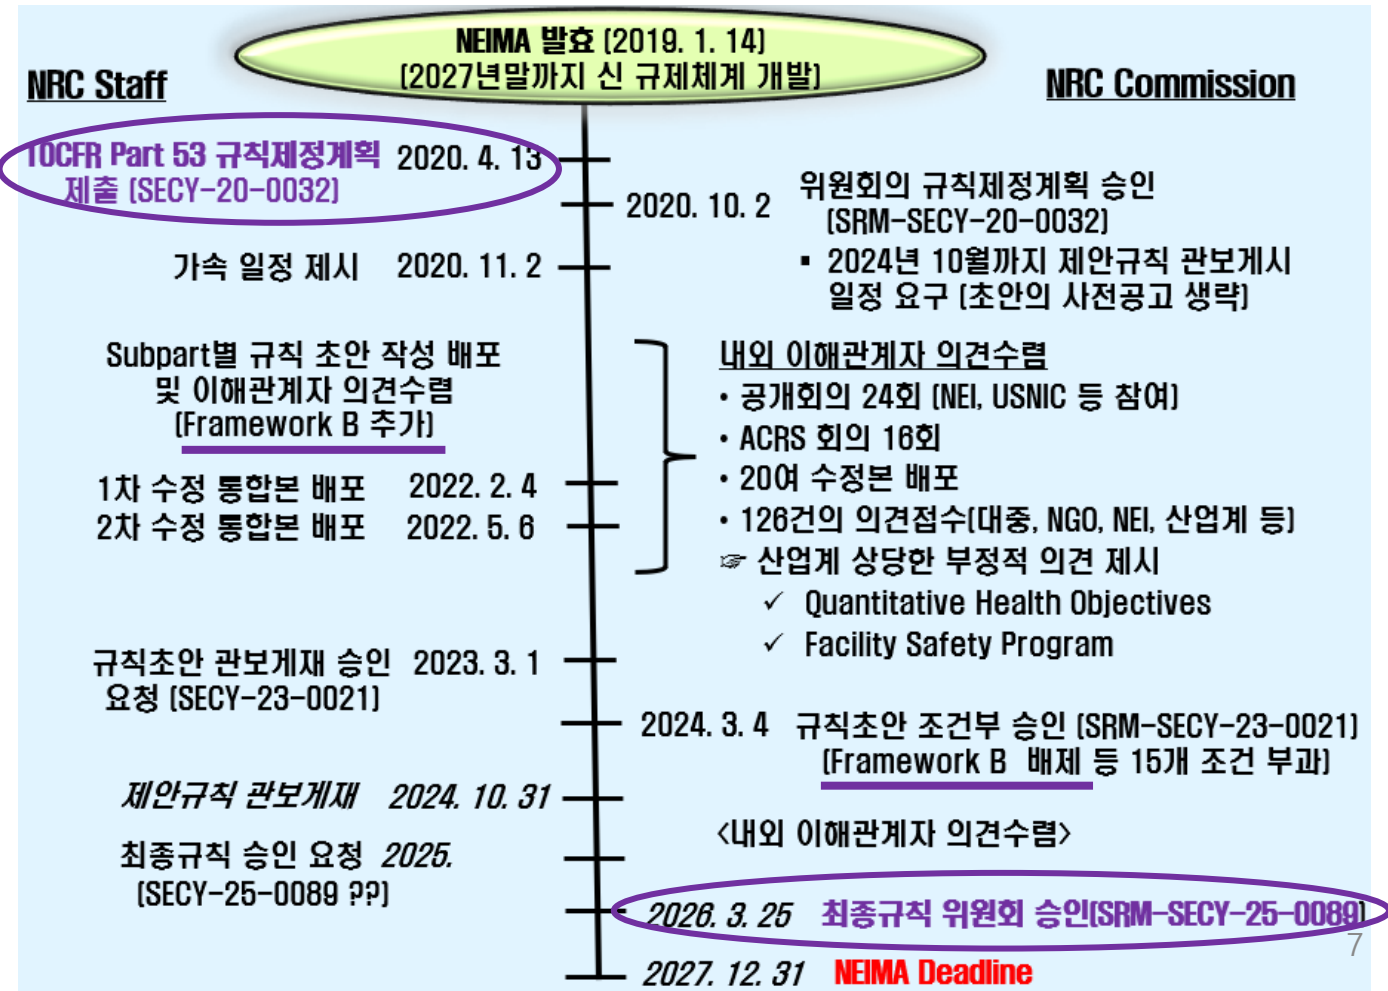 NEIMA 발효 (2019. 1. 14)
(2027년말까지 신 규제체계 개발)
NRC Staff
NRC Commission
10CFR Part 53 규칙제정계획 2020. 4. 13
제출 (SECY-20-0032)
2020. 10. 2 위원회의 규칙제정계획 승인
(SRM-SECY-20-0032)
▪ 2024년 10월까지 제안규칙 관보게시
일정 요구 (초안의 사전공고 생략)
가속 일정 제시 2020. 11. 2
Subpart별 규칙 초안 작성 배포
및 이해관계자 의견수렴
(Framework B 추가)
1차 수정 통합본 배포 2022. 2. 4
2차 수정 통합본 배포 2022. 5. 6
내외 이해관계자 의견수렴
• 공개회의 24회 (NEI, USNIC 등 참여)
• ACRS 회의 16회
• 20여 수정본 배포
• 126건의 의견접수(대중, NGO, NEI, 산업계 등)
☞ 산업계 상당한 부정적 의견 제시
✓ Quantitative Health Objectives
✓ Facility Safety Program
규칙초안 관보게재 승인 2023. 3. 1
요청 (SECY-23-0021)
2024. 3. 4 규칙초안 조건부 승인 (SRM-SECY-23-0021)
(Framework B 배제 등 15개 조건 부과)
제안규칙 관보게재 2024. 10. 31
<내외 이해관계자 의견수렴>
최종규칙 승인 요청 2025.
(SECY-25-0089 ??)
2026. 3. 25 최종규칙 위원회 승인(SRM-SECY-25-0089)
7
2027. 12. 31 NEIMA Deadline